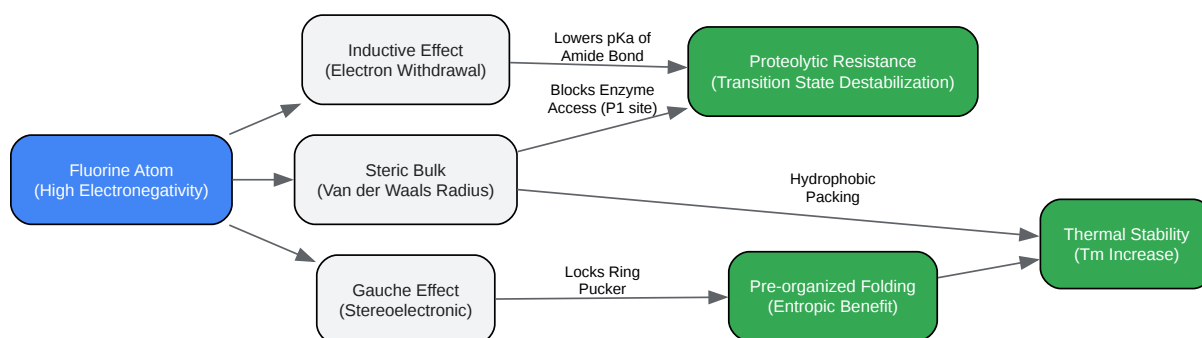 Inductive Effect
(Electron Withdrawal)
Lowers pKa of
Amide Bond
Proteolytic Resistance
(Transition State Destabilization)
Blocks Enzyme
Access (P1 site)
Fluorine Atom
(High Electronegativity)
Steric Bulk
(Van der Waals Radius)
Hydrophobic
Packing
Thermal Stability
(Tm Increase)
Gauche Effect
(Stereoelectronic)
Locks Ring
Pucker
Pre-organized Folding
(Entropic Benefit)